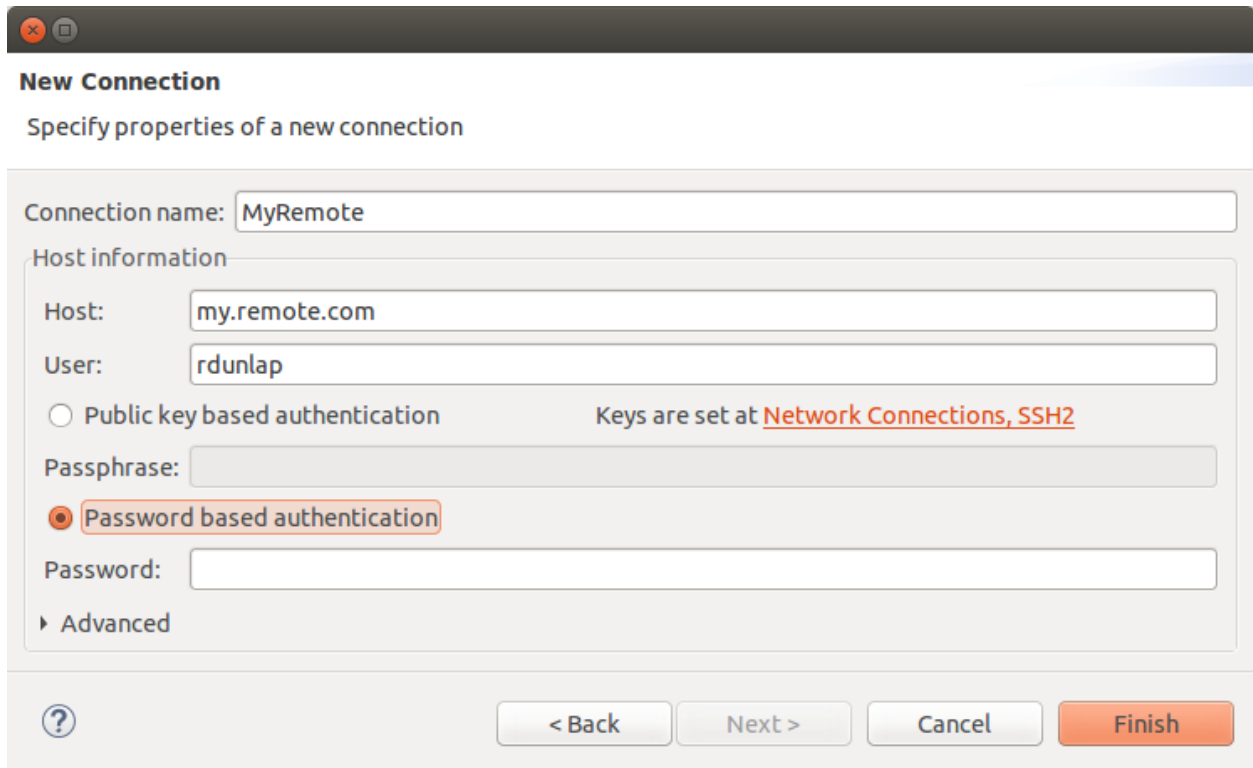 New Connection
Specify properties of a new connection
Connection name: MyRemote
Host information
Host: my.remote.com
User: rdunlap
Public key based authentication Keys are set at Network Connections, SSH2
Passphrase:
Password based authentication
Password:
Advanced
? < Back Next > Cancel Finish